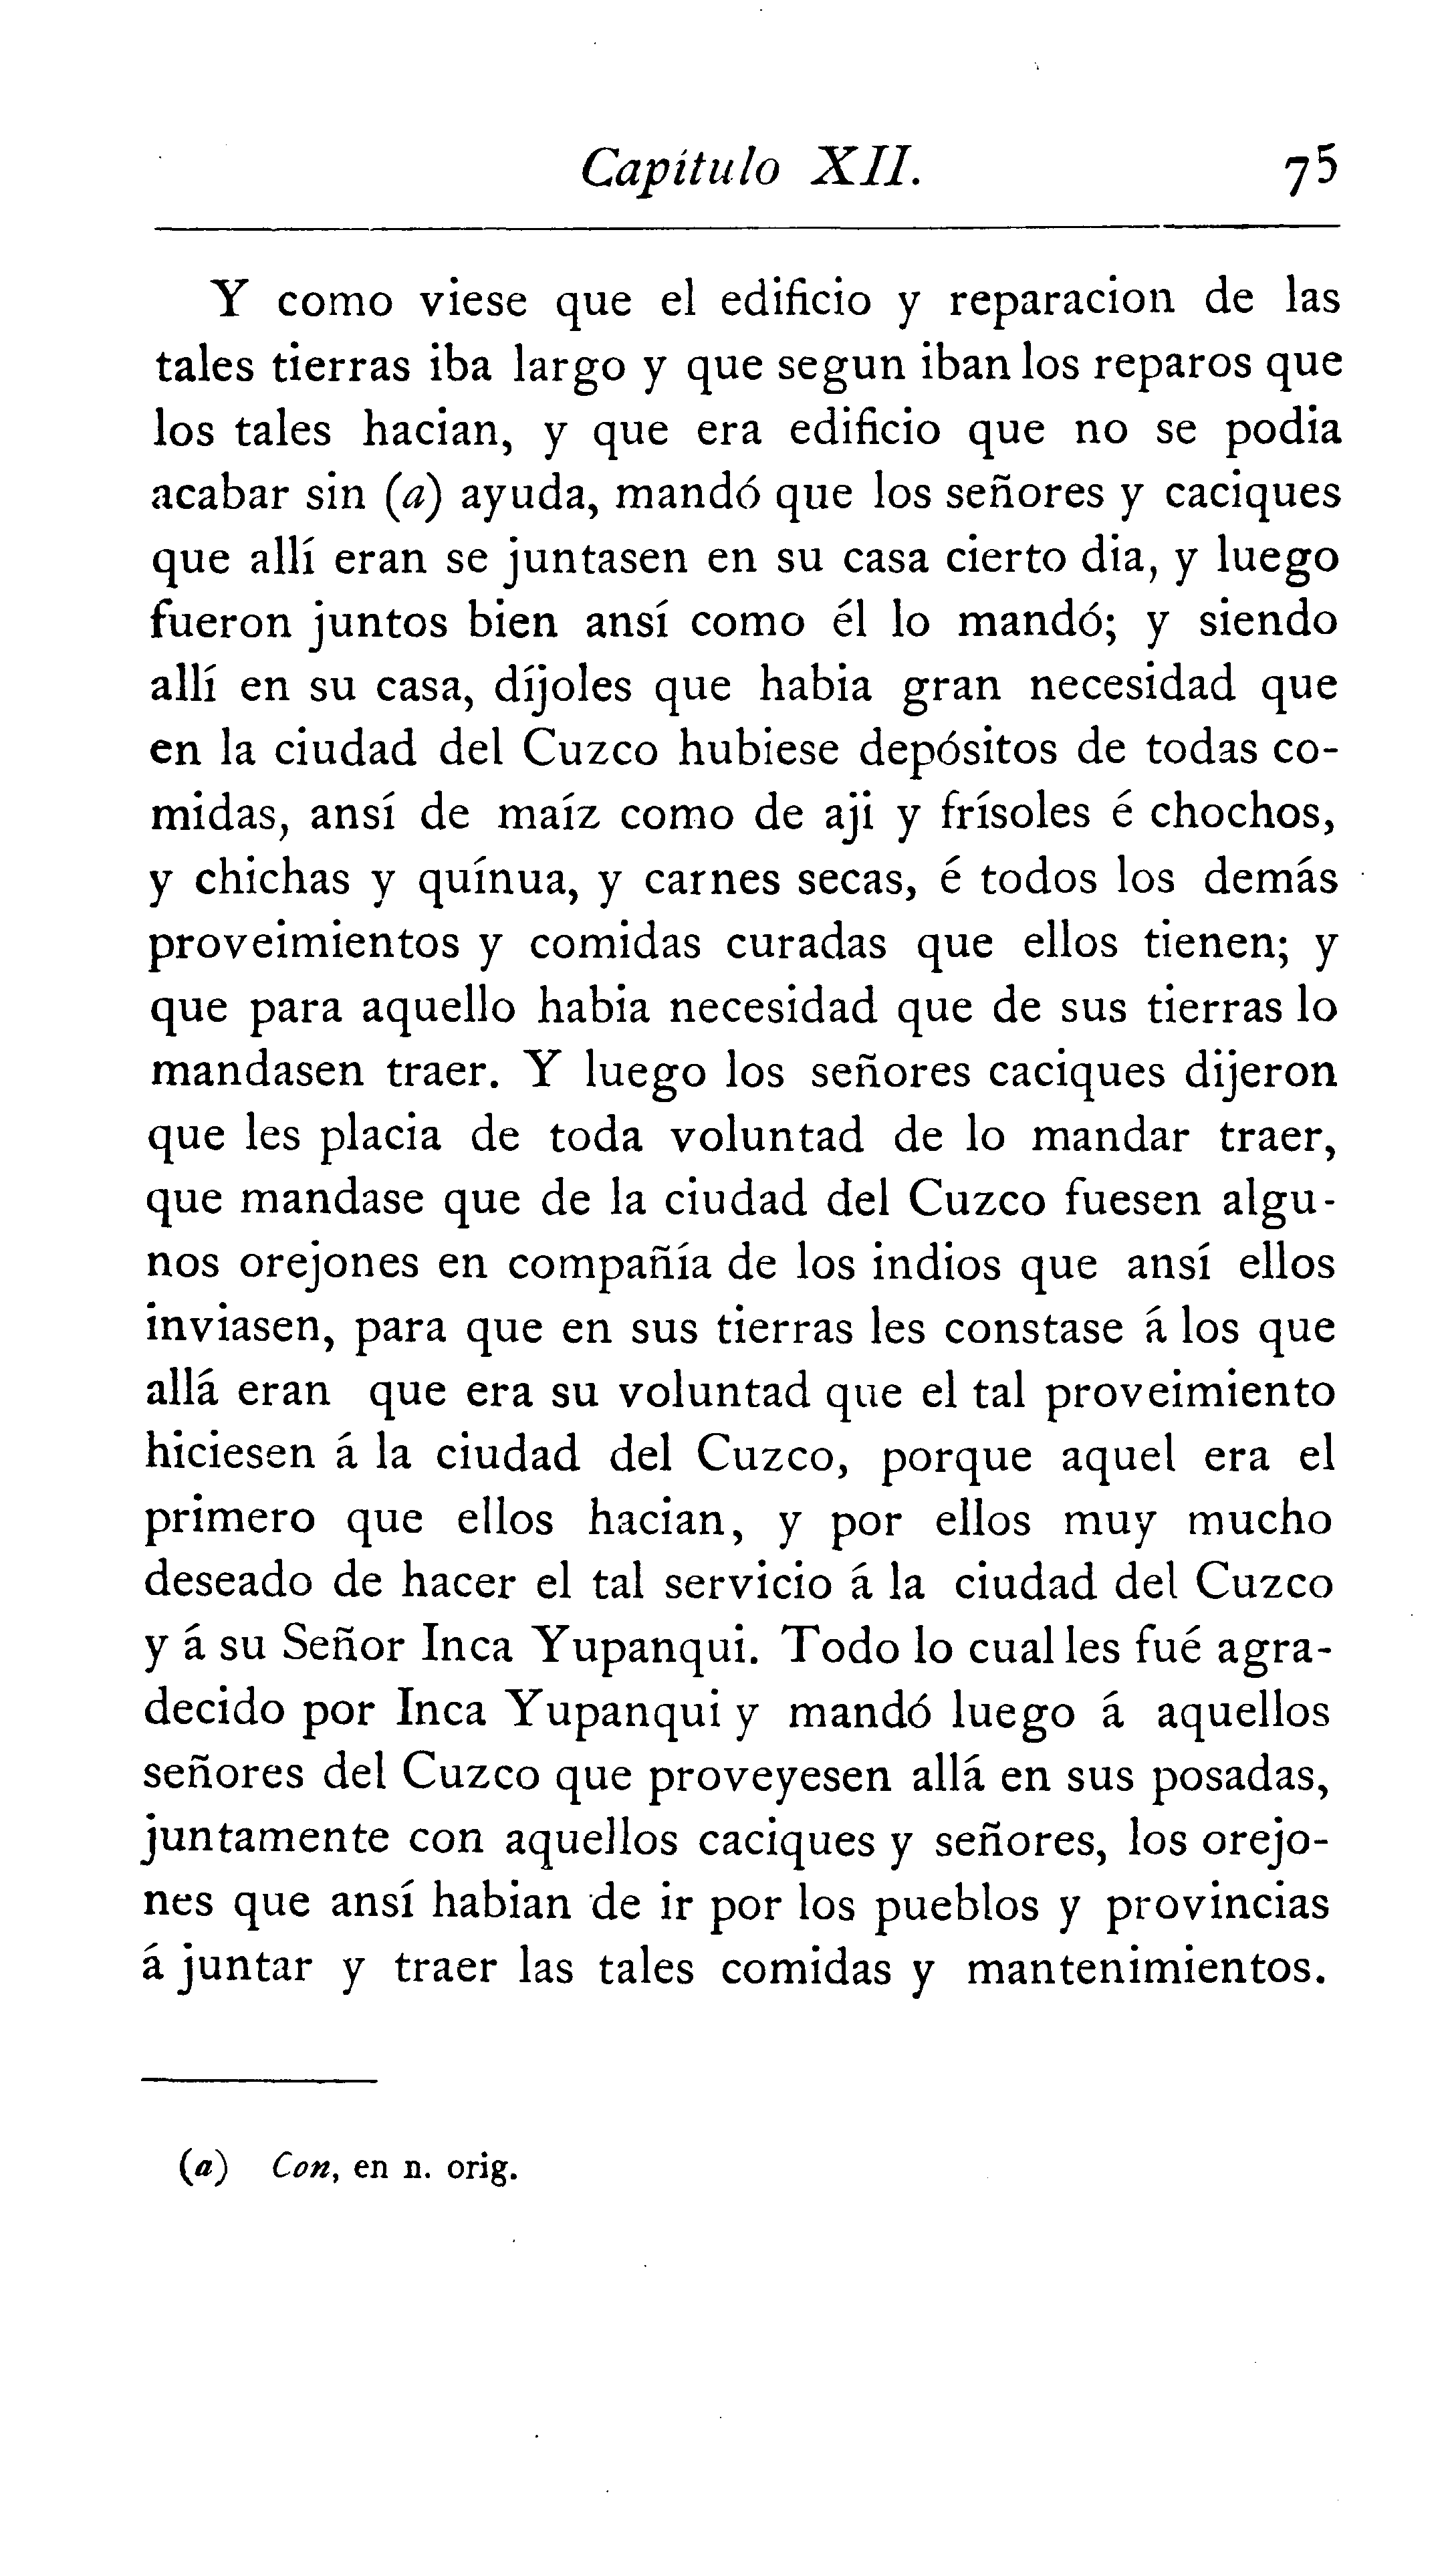 Capítulo XII. 75
Y como viese que el edificio y reparacion de las
tales tierras iba largo y que segun iban los reparos que
los tales hacian, y que era edificio que no se podia
acabar sin (a) ayuda, mandó que los señores y caciques
que allí eran se juntasen en su casa cierto dia, y luego
fueron juntos bien ansí como él lo mandó; y siendo
allí en su casa, díjoles que habia gran necesidad que
en la ciudad del Cuzco hubiese depósitos de todas co-
midas, ansí de maíz como de aji y frísoles é chochos,
y chichas y quínua, y carnes secas, é todos los demás
proveimientos y comidas curadas que ellos tienen; y
que para aquello habia necesidad que de sus tierras lo
mandasen traer. Y luego los señores caciques dijeron
que les placia de toda voluntad de lo mandar traer,
que mandase que de la ciudad del Cuzco fuesen algu-
nos orejones en compañía de los indios que ansí ellos
inviasen, para que en sus tierras les constase á los que
allá eran que era su voluntad que el tal proveimiento
hiciesen á la ciudad del Cuzco, porque aquel era el
primero que ellos hacian, y por ellos muy mucho
deseado de hacer el tal servicio á la ciudad del Cuzco
y á su Señor Inca Yupanqui. Todo lo cual les fué agra-
decido por Inca Yupanqui y mandó luego á aquellos
señores del Cuzco que proveyesen allá en sus posadas,
juntamente con aquellos caciques y señores, los orejo-
nes que ansí habian de ir por los pueblos y provincias
á juntar y traer las tales comidas y mantenimientos.
(a) Con, en n. orig.